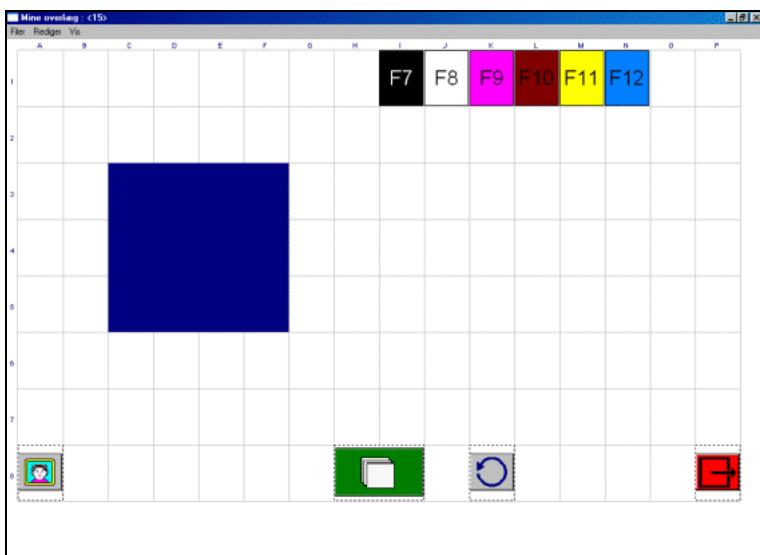 Mine overlæg : <15>
Filer Rediger Vis
A B C D E F G H I J K L M N O P
1 F7 F8 F9 F10 F11 F12
2
3
4
5
6
7
8